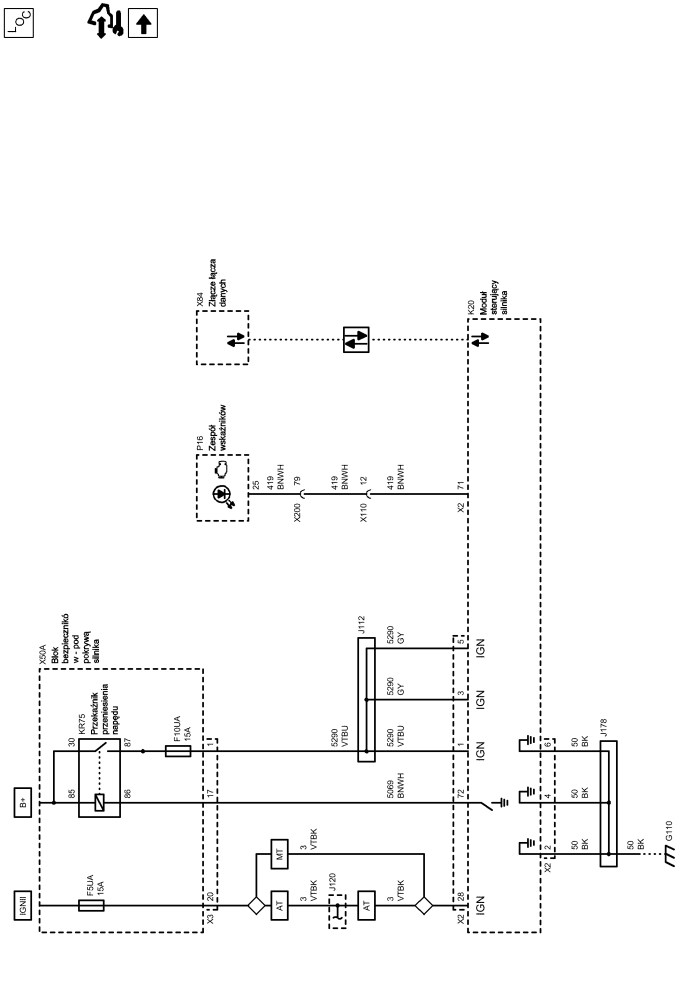 LOC
X84
Złącze łącza
danych
K20
Moduł
sterujący
silnika
P16
Zespół
wskaźników
25
419
BNWH
79
X200
419
BNWH
12
X110
419
BNWH
71
X2
X50A
Blok
bezpiecznikó
w - pod
pokrywą
silnika
KR75
Przekaźnik
przeniesienia
napędu
30
87
85
86
F10UA
15A
B+
IGNII
F5UA
15A
1
17
20
X3
J112
5290
VTBU
5290
GY
5290
GY
5290
VTBU
5069
BNWH
5
3
1
72
28
X2
IGN
IGN
IGN
IGN
MT
3
VTBK
AT
3
VTBK
J120
AT
3
VTBK
6
4
2
X2
50
BK
50
BK
50
BK
J178
50
BK
G110